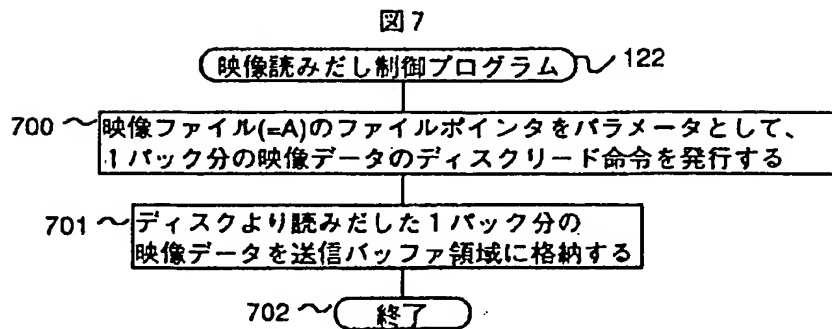 図7
映像読みだし制御プログラム 122
700 映像ファイル(=A)のファイルポインタをパラメータとして、
1パック分の映像データのディスクリード命令を発行する
701 ディスクより読みだした1パック分の
映像データを送信バッファ領域に格納する
702 終了